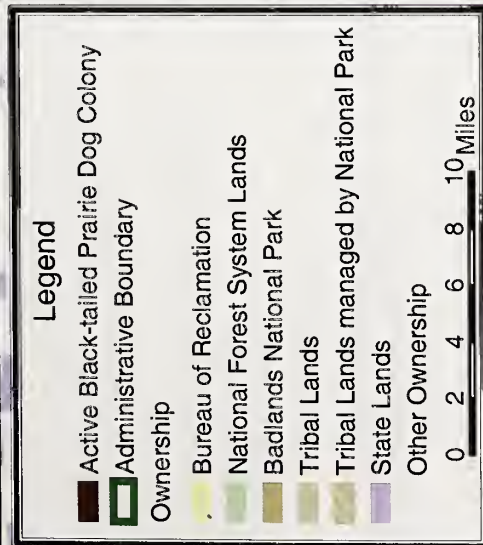 Legend
Active Black-tailed Prairie Dog Colony
Administrative Boundary
Ownership
Bureau of Reclamation
National Forest System Lands
Badlands National Park
Tribal Lands
Tribal Lands managed by National Park
State Lands
Other Ownership
0 2 4 6 8 10 Miles